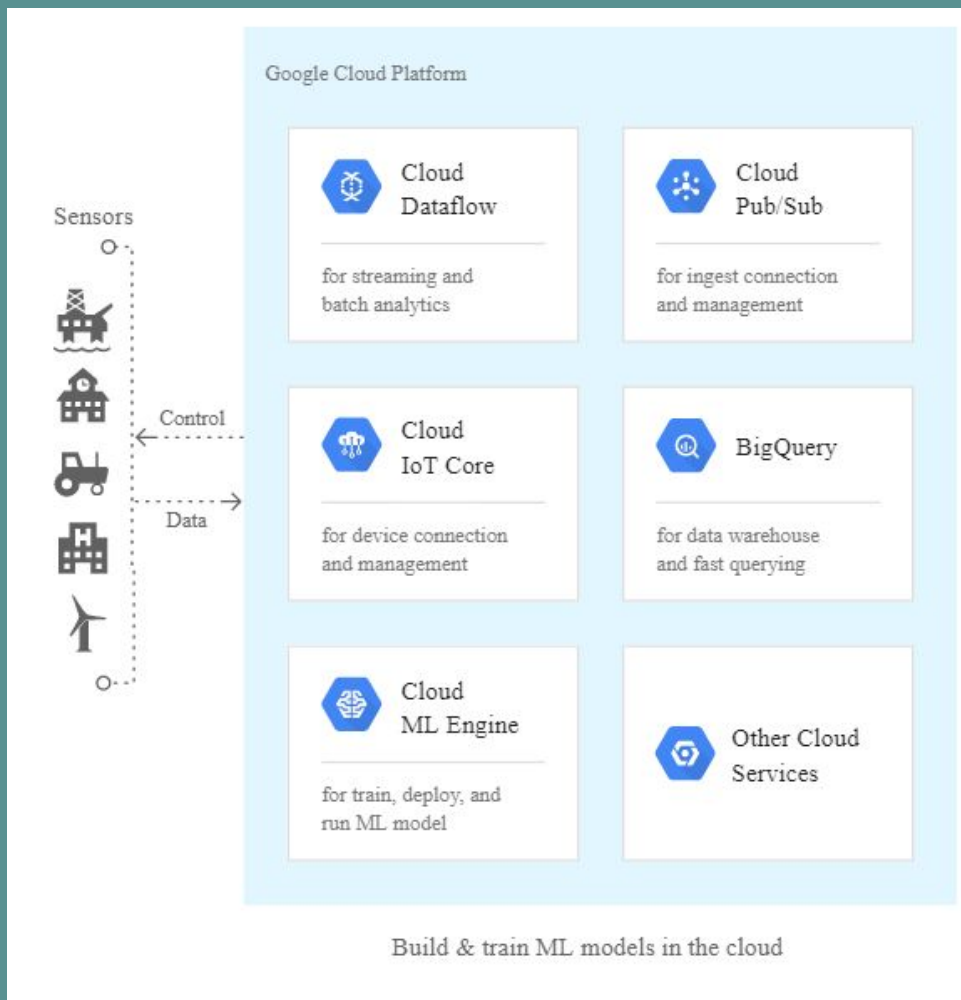 Google Cloud Platform
Cloud
Dataflow
for streaming and
batch analytics
Cloud
Pub/Sub
for ingest connection
and management
Sensors
Control
Data
Cloud
IoT Core
for device connection
and management
BigQuery
for data warehouse
and fast querying
Cloud
ML Engine
for train, deploy, and
run ML model
Other Cloud
Services
Build & train ML models in the cloud